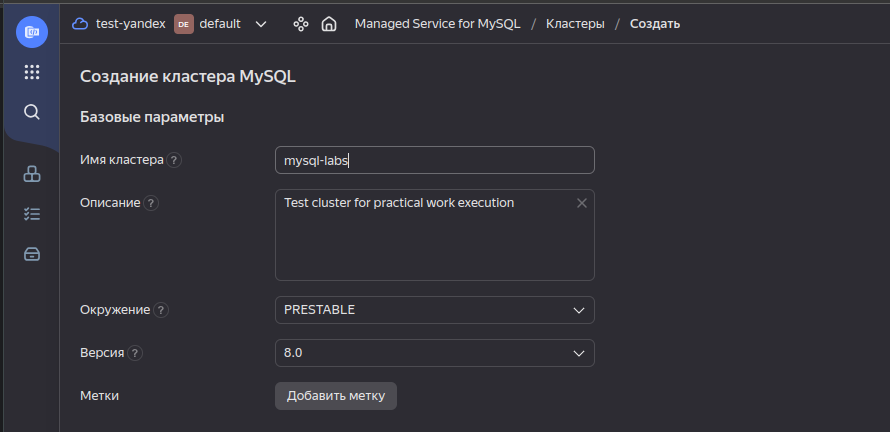 test-yandex DE default Managed Service for MySQL / Кластеры / Создать
Создание кластера MySQL
Базовые параметры
Имя кластера ? mysql-labs
Описание ? Test cluster for practical work execution
Окружение ? PRESTABLE
Версия ? 8.0
Метки Добавить метку